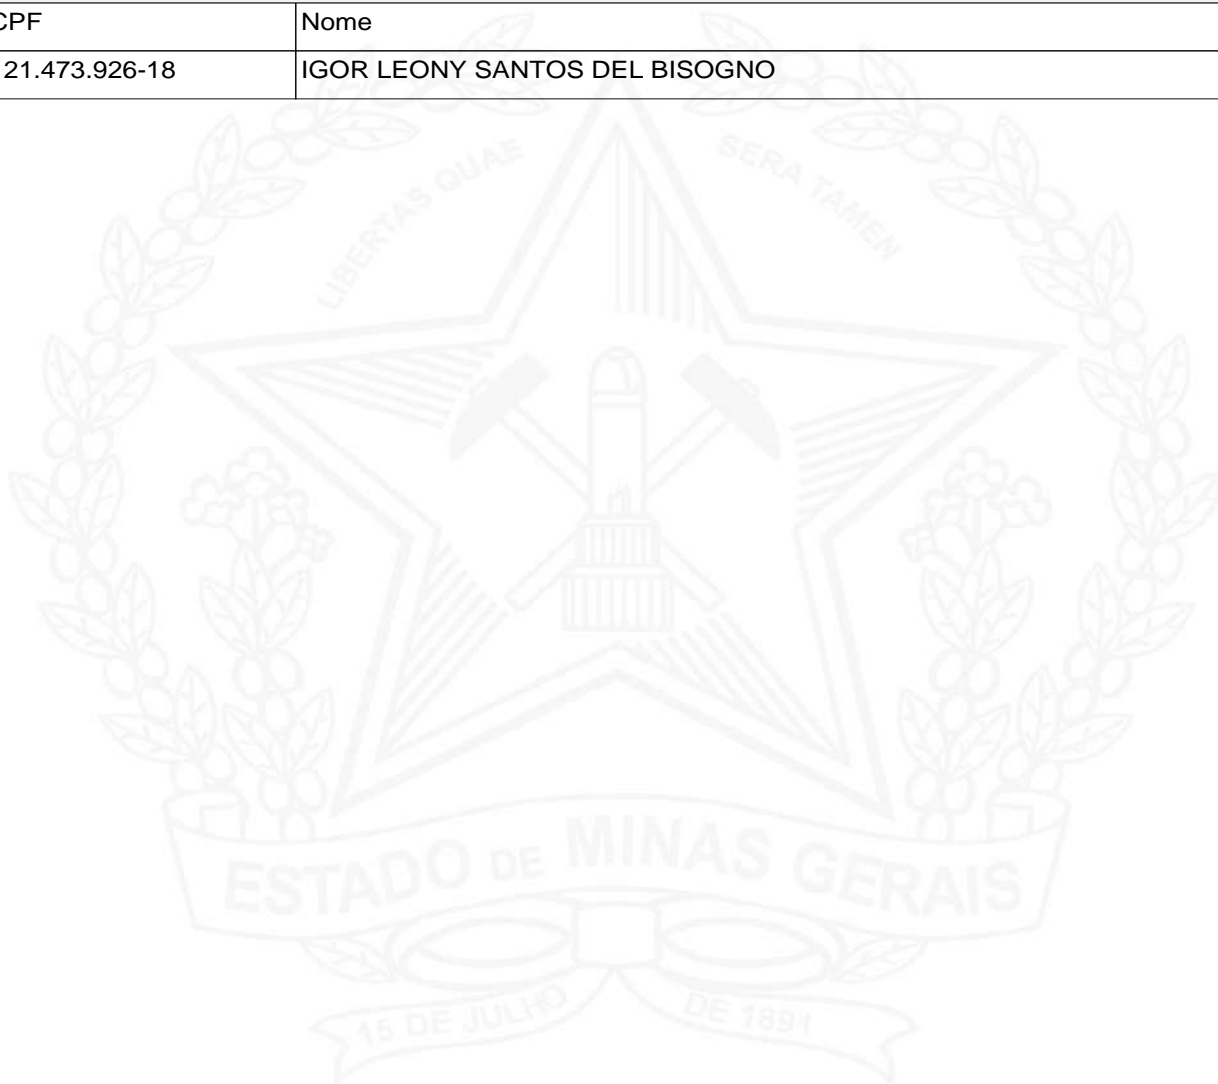 CPF Nome
21.473.926-18 IGOR LEONY SANTOS DEL BISOGNO
LIBERTAS QUAE SERA TAMEN
ESTADO DE MINAS GERAIS
15 DE JULHO DE 1891